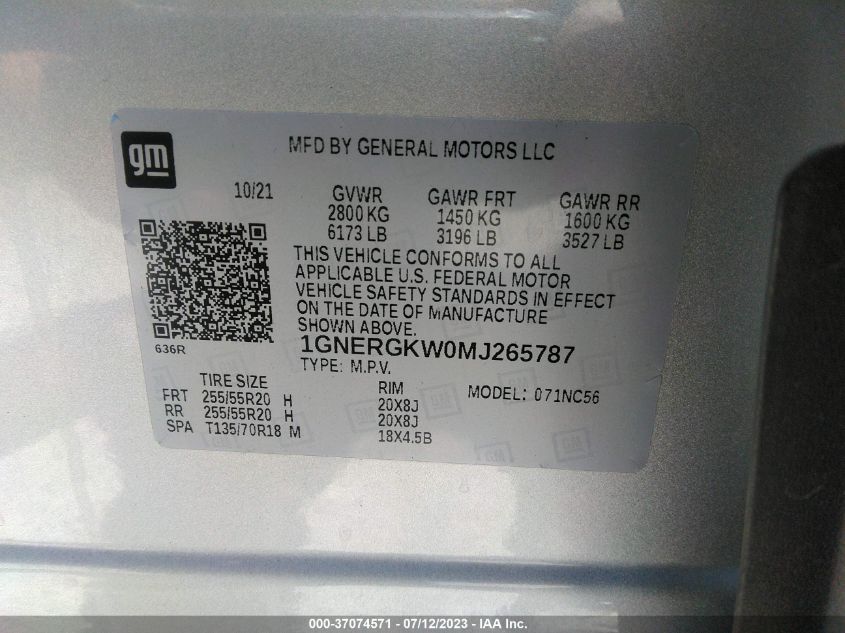 gm
MFD BY GENERAL MOTORS LLC
10/21 GVWR GAWR FRT GAWR RR
2800 KG 1450 KG 1600 KG
6173 LB 3196 LB 3527 LB
THIS VEHICLE CONFORMS TO ALL
APPLICABLE U.S. FEDERAL MOTOR
VEHICLE SAFETY STANDARDS IN EFFECT
ON THE DATE OF MANUFACTURE
SHOWN ABOVE.
636R
1GNERGKW0MJ265787
TYPE: M.P.V.
TIRE SIZE RIM MODEL: 071NC56
FRT 255/55R20 H 20X8J
RR 255/55R20 H 20X8J
SPA T135/70R18 M 18X4.5B
000-37074571 - 07/12/2023 - IAA Inc.